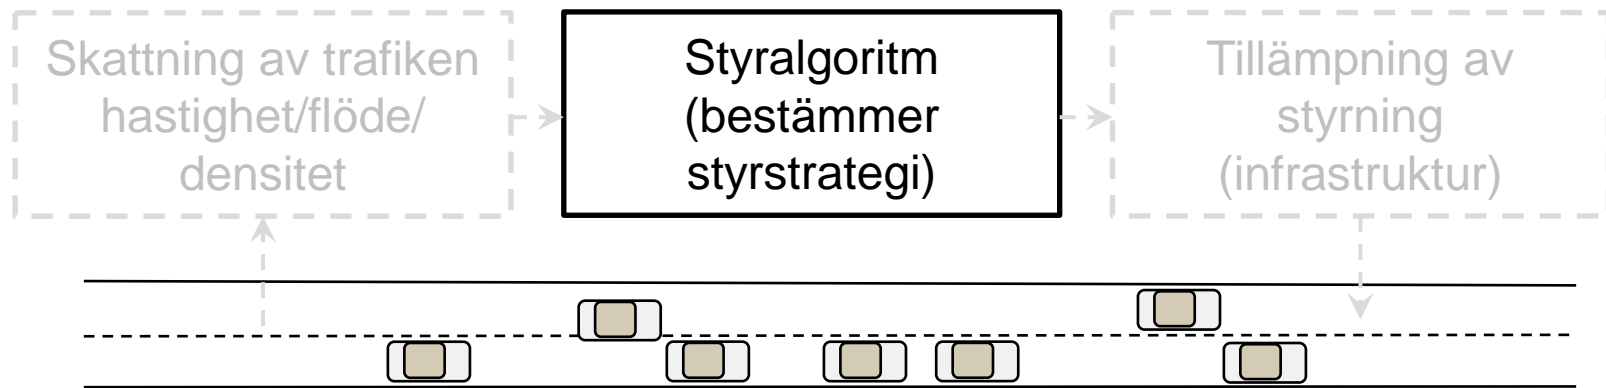 Skattning av trafiken
hastighet/flöde/
densitet
Styralgoritm
(bestämmer
styrstrategi)
Tillämpning av
styrning
(infrastruktur)